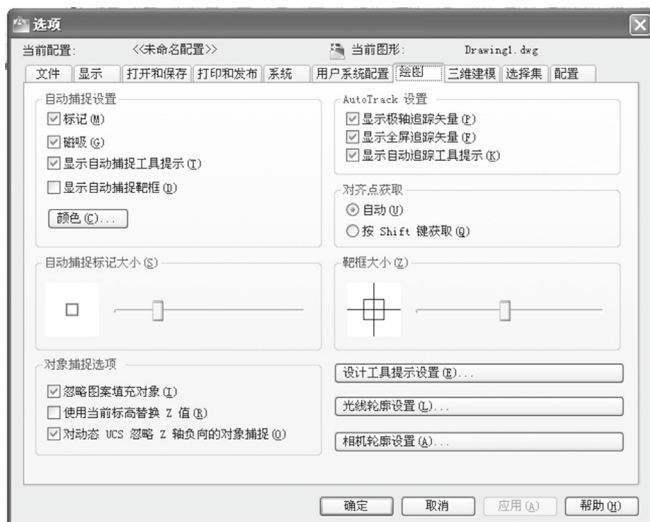 选项
当前配置: <<未命名配置>> 当前图形: Drawing1.dwg
文件 显示 打开和保存 打印和发布 系统 用户系统配置 绘图 三维建模 选择集 配置
自动捕捉设置
标记(M)
磁吸(G)
显示自动捕捉工具提示(T)
显示自动捕捉靶框(D)
颜色(C)...
AutoTrack 设置
显示极轴追踪矢量(P)
显示全屏追踪矢量(F)
显示自动追踪工具提示(K)
对齐点获取
自动(U)
按 Shift 键获取(Q)
自动捕捉标记大小(S)
靶框大小(Z)
对象捕捉选项
忽略图案填充对象(I)
使用当前标高替换 Z 值(R)
对动态 UCS 忽略 Z 轴负向的对象捕捉(O)
设计工具提示设置(E)...
光线轮廓设置(L)...
相机轮廓设置(A)...
确定 取消 应用(A) 帮助(H)